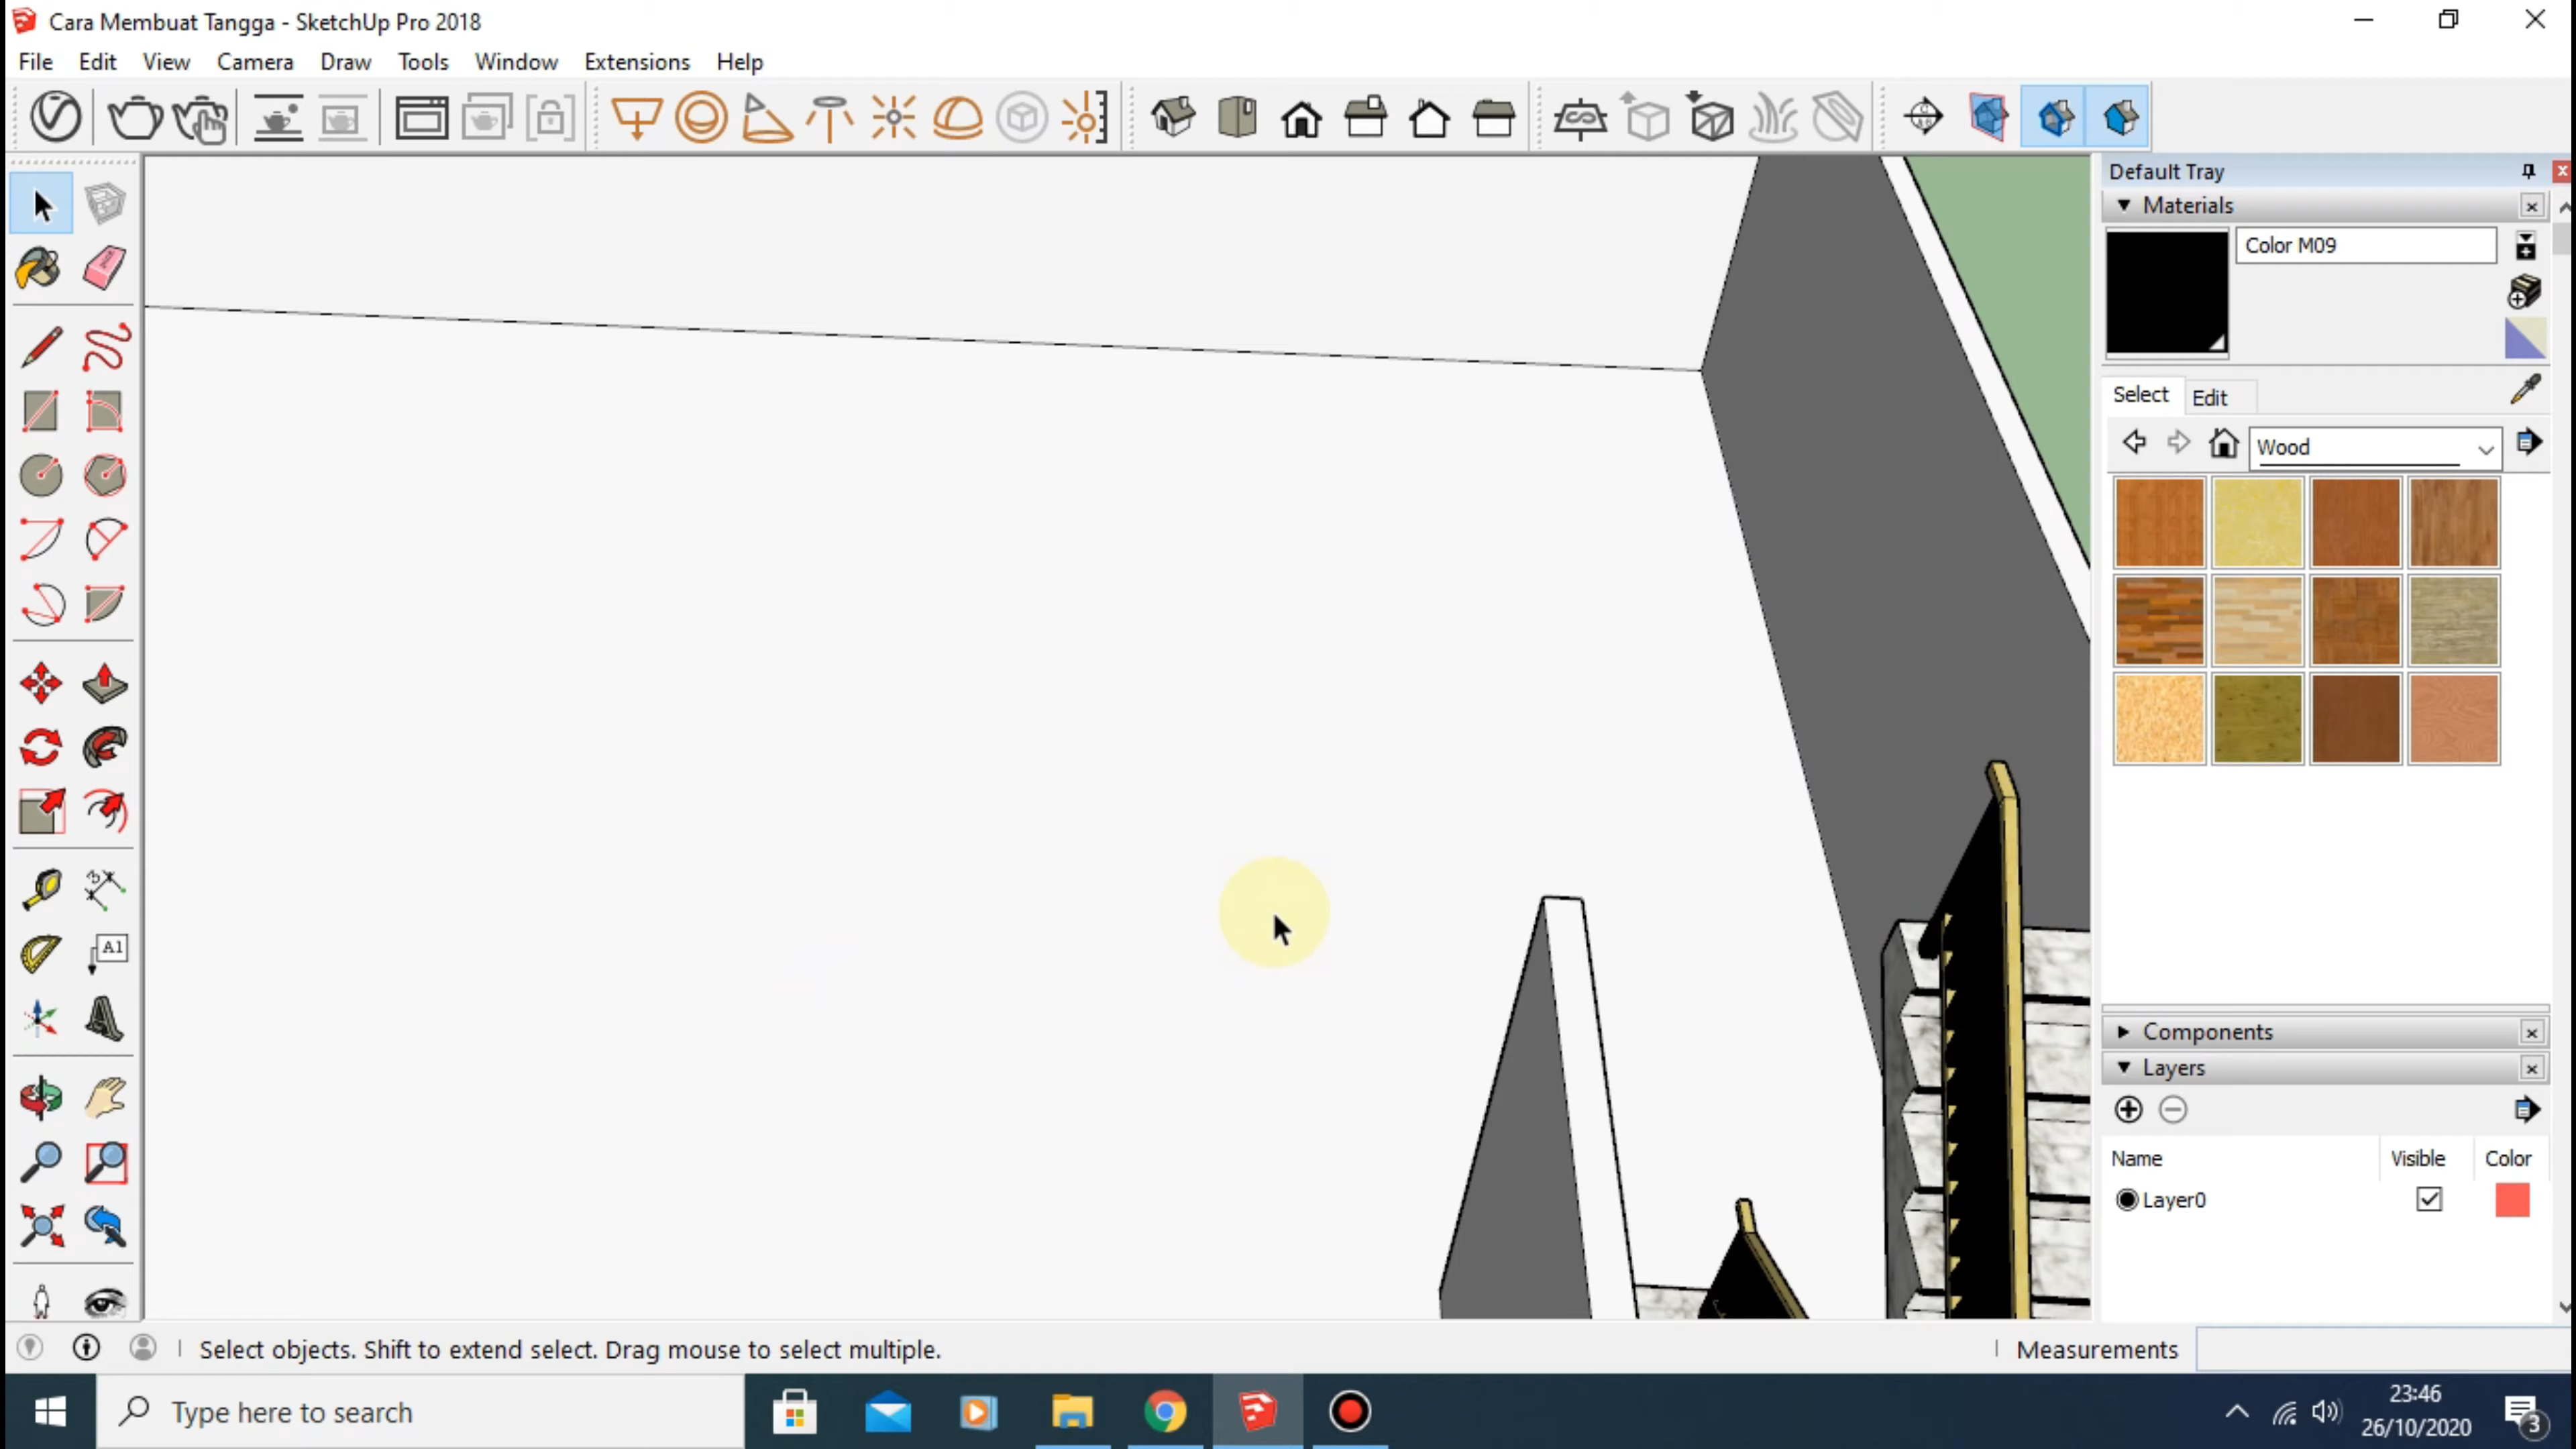 Cara Membuat Tangga - SketchUp Pro 2018
File Edit View Camera Draw Tools Window Extensions Help
Default Tray
Materials
Color M09
Select Edit
Wood
A1
Components
Layers
Name Visible Color
Layer0
Select objects. Shift to extend select. Drag mouse to select multiple.
Measurements
Type here to search
23:46
26/10/2020
3